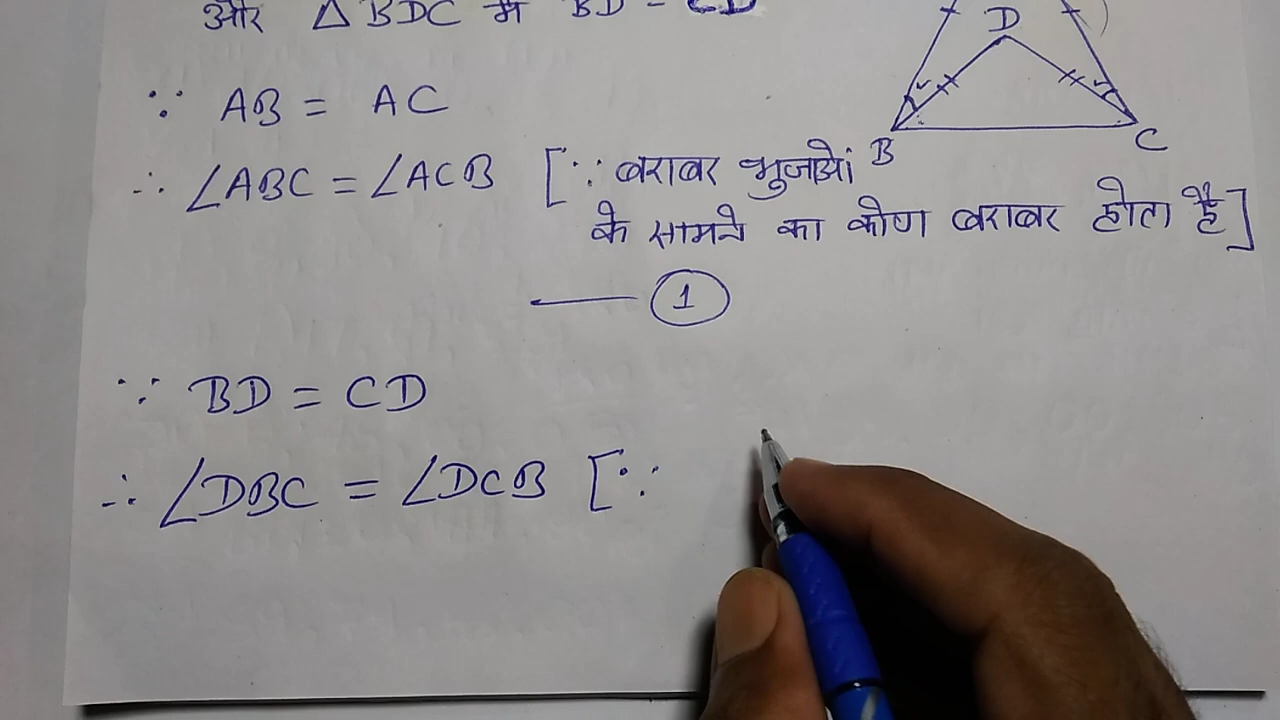 और △BDC में BD = CD
∵ AB = AC
∴ ∠ABC = ∠ACB [∵ बराबर भुजाओं
के सामने का कोण बराबर होता है]
—— ①
∵ BD = CD
∴ ∠DBC = ∠DCB [∵
D
B
C